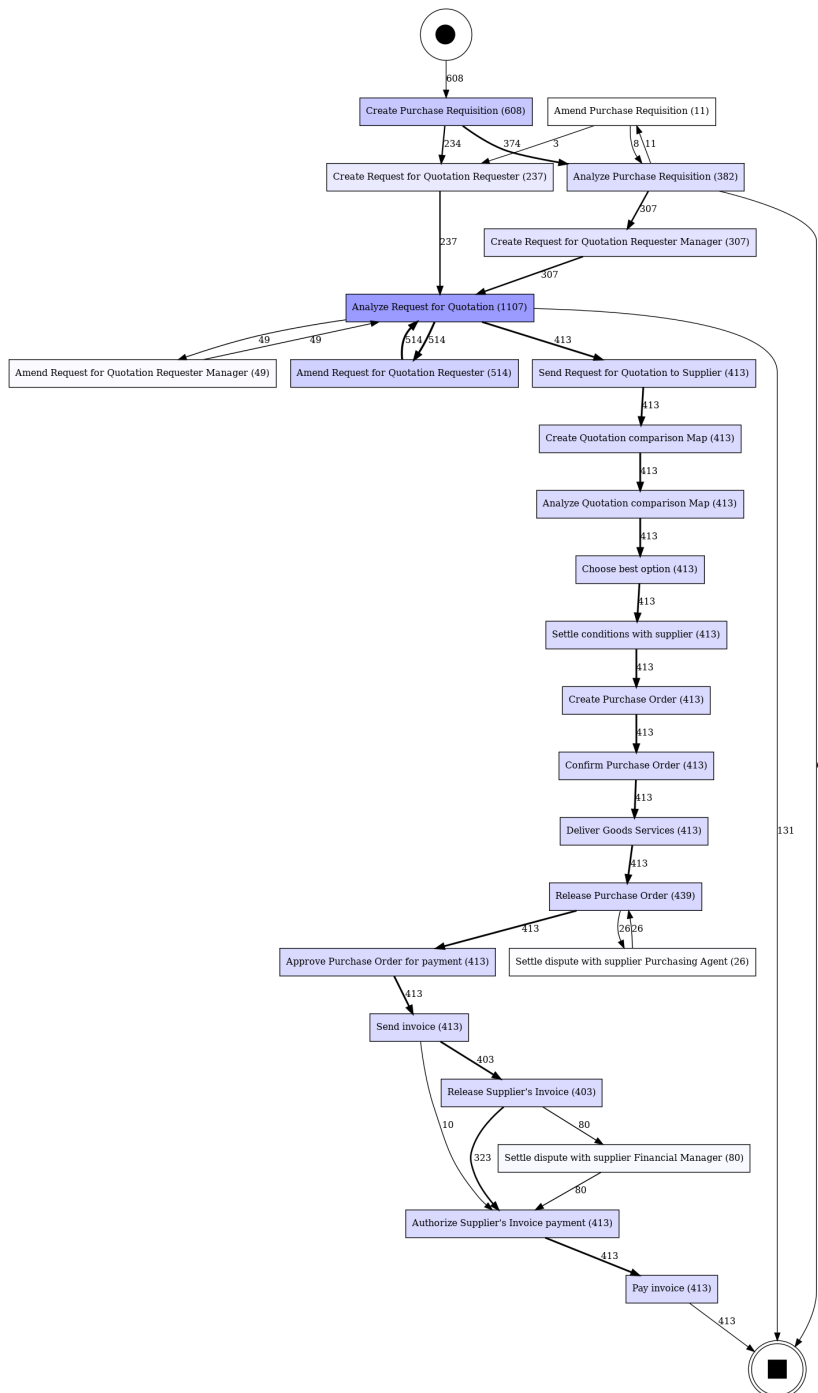 608
Create Purchase Requisition (608)
Amend Purchase Requisition (11)
234
374
3
8
11
Create Request for Quotation Requester (237)
Analyze Purchase Requisition (382)
307
237
Create Request for Quotation Requester Manager (307)
307
Analyze Request for Quotation (1107)
49
49
514
514
413
Amend Request for Quotation Requester Manager (49)
Amend Request for Quotation Requester (514)
Send Request for Quotation to Supplier (413)
413
Create Quotation comparison Map (413)
413
Analyze Quotation comparison Map (413)
413
Choose best option (413)
413
Settle conditions with supplier (413)
413
Create Purchase Order (413)
413
Confirm Purchase Order (413)
413
Deliver Goods Services (413)
131
413
Release Purchase Order (439)
413
26
26
Approve Purchase Order for payment (413)
Settle dispute with supplier Purchasing Agent (26)
413
Send invoice (413)
403
Release Supplier's Invoice (403)
10
80
323
Settle dispute with supplier Financial Manager (80)
80
Authorize Supplier's Invoice payment (413)
413
Pay invoice (413)
413